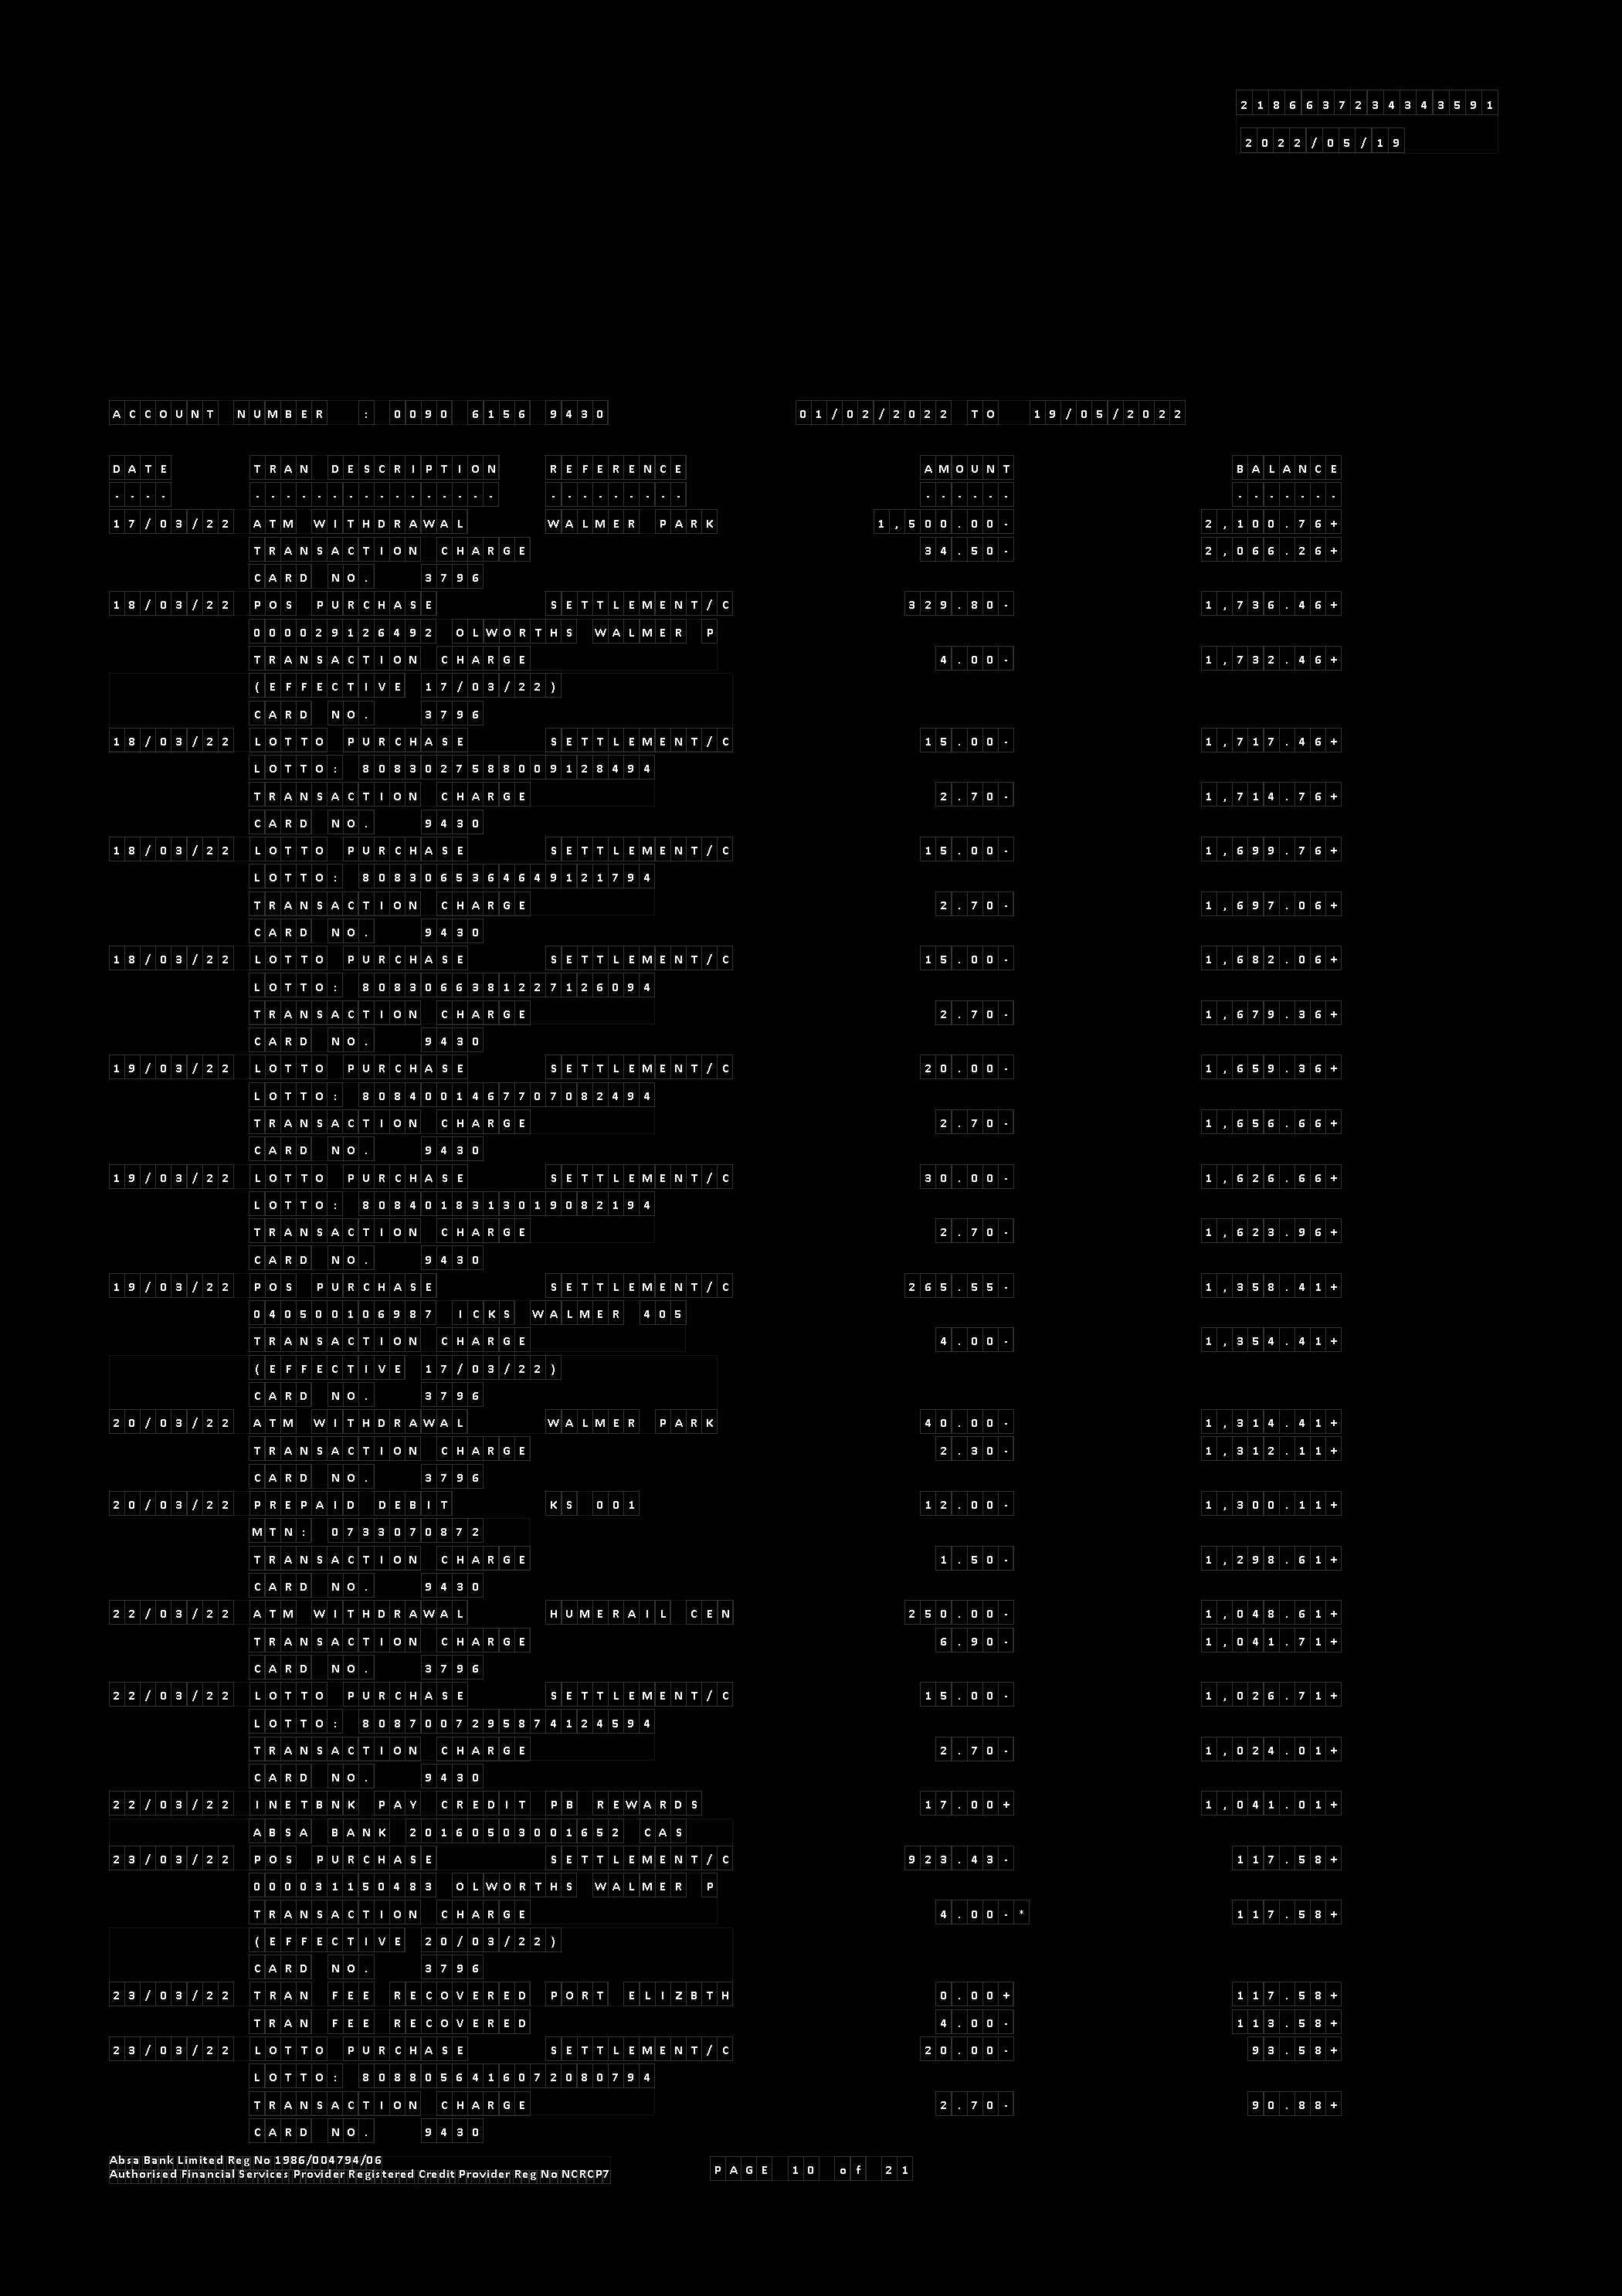 2186637234343591
2022/05/19
ACCOUNT NUMBER : 0090 6156 9430 01/02/2022 TO 19/05/2022
DATE TRAN DESCRIPTION REFERENCE AMOUNT BALANCE
---- ---------------- --------- ------ -------
17/03/22 ATM WITHDRAWAL WALMER PARK 1,500.00- 2,100.76+
TRANSACTION CHARGE 34.50- 2,066.26+
CARD NO. 3796
18/03/22 POS PURCHASE SETTLEMENT/C 329.80- 1,736.46+
000029126492 OLWORTHS WALMER P
TRANSACTION CHARGE 4.00- 1,732.46+
(EFFECTIVE 17/03/22)
CARD NO. 3796
18/03/22 LOTTO PURCHASE SETTLEMENT/C 15.00- 1,717.46+
LOTTO: 8083027588009128494
TRANSACTION CHARGE 2.70- 1,714.76+
CARD NO. 9430
18/03/22 LOTTO PURCHASE SETTLEMENT/C 15.00- 1,699.76+
LOTTO: 8083065364649121794
TRANSACTION CHARGE 2.70- 1,697.06+
CARD NO. 9430
18/03/22 LOTTO PURCHASE SETTLEMENT/C 15.00- 1,682.06+
LOTTO: 8083066381227126094
TRANSACTION CHARGE 2.70- 1,679.36+
CARD NO. 9430
19/03/22 LOTTO PURCHASE SETTLEMENT/C 20.00- 1,659.36+
LOTTO: 8084001467707082494
TRANSACTION CHARGE 2.70- 1,656.66+
CARD NO. 9430
19/03/22 LOTTO PURCHASE SETTLEMENT/C 30.00- 1,626.66+
LOTTO: 8084018313019082194
TRANSACTION CHARGE 2.70- 1,623.96+
CARD NO. 9430
19/03/22 POS PURCHASE SETTLEMENT/C 265.55- 1,358.41+
040500106987 ICKS WALMER 405
TRANSACTION CHARGE 4.00- 1,354.41+
(EFFECTIVE 17/03/22)
CARD NO. 3796
20/03/22 ATM WITHDRAWAL WALMER PARK 40.00- 1,314.41+
TRANSACTION CHARGE 2.30- 1,312.11+
CARD NO. 3796
20/03/22 PREPAID DEBIT KS 001 12.00- 1,300.11+
MTN: 0733070872
TRANSACTION CHARGE 1.50- 1,298.61+
CARD NO. 9430
22/03/22 ATM WITHDRAWAL HUMERAIL CEN 250.00- 1,048.61+
TRANSACTION CHARGE 6.90- 1,041.71+
CARD NO. 3796
22/03/22 LOTTO PURCHASE SETTLEMENT/C 15.00- 1,026.71+
LOTTO: 8087007295874124594
TRANSACTION CHARGE 2.70- 1,024.01+
CARD NO. 9430
22/03/22 INETBNK PAY CREDIT PB REWARDS 17.00+ 1,041.01+
ABSA BANK 20160503001652 CAS
23/03/22 POS PURCHASE SETTLEMENT/C 923.43- 117.58+
000031150483 OLWORTHS WALMER P
TRANSACTION CHARGE 4.00-* 117.58+
(EFFECTIVE 20/03/22)
CARD NO. 3796
23/03/22 TRAN FEE RECOVERED PORT ELIZBTH 0.00+ 117.58+
TRAN FEE RECOVERED 4.00- 113.58+
23/03/22 LOTTO PURCHASE SETTLEMENT/C 20.00- 93.58+
LOTTO: 8088056416072080794
TRANSACTION CHARGE 2.70- 90.88+
CARD NO. 9430
Absa Bank Limited Reg No 1986/004794/06
Authorised Financial Services Provider Registered Credit Provider Reg No NCRCP7
PAGE 10 of 21